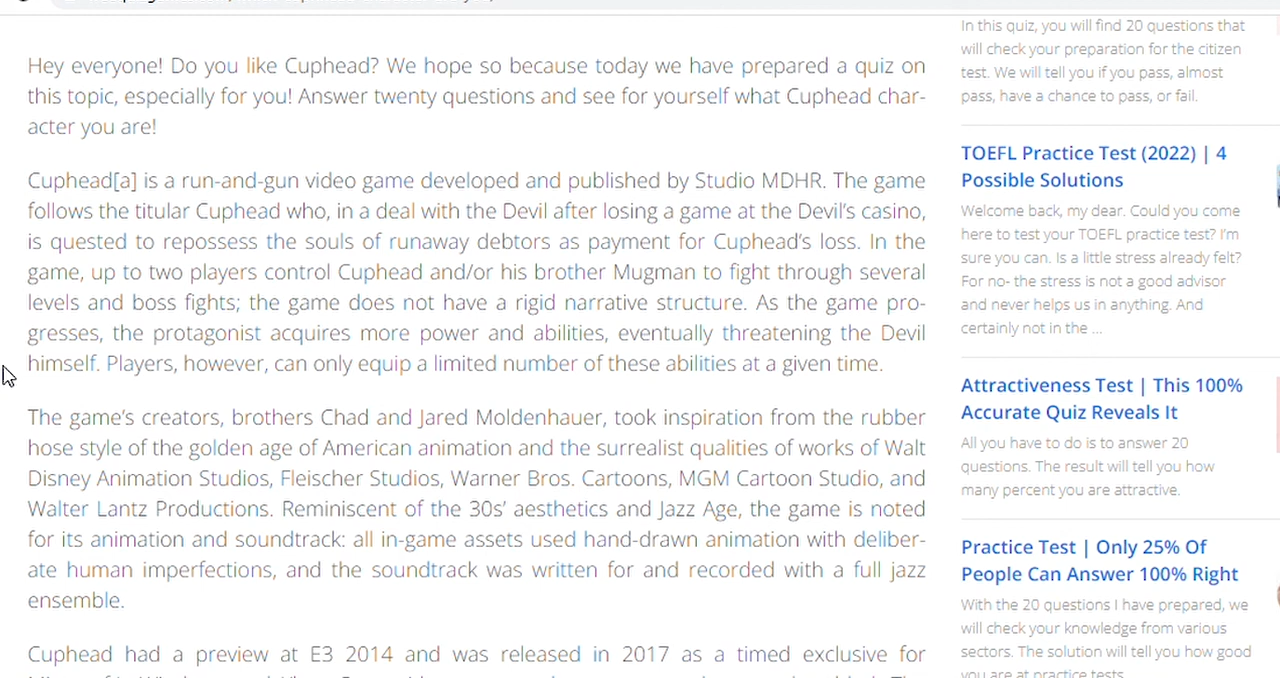 Hey everyone! Do you like Cuphead? We hope so because today we have prepared a quiz on
this topic, especially for you! Answer twenty questions and see for yourself what Cuphead char-
acter you are!
Cuphead[a] is a run-and-gun video game developed and published by Studio MDHR. The game
follows the titular Cuphead who, in a deal with the Devil after losing a game at the Devil's casino,
is quested to repossess the souls of runaway debtors as payment for Cuphead's loss. In the
game, up to two players control Cuphead and/or his brother Mugman to fight through several
levels and boss fights; the game does not have a rigid narrative structure. As the game pro-
gresses, the protagonist acquires more power and abilities, eventually threatening the Devil
himself. Players, however, can only equip a limited number of these abilities at a given time.
The game's creators, brothers Chad and Jared Moldenhauer, took inspiration from the rubber
hose style of the golden age of American animation and the surrealist qualities of works of Walt
Disney Animation Studios, Fleischer Studios, Warner Bros. Cartoons, MGM Cartoon Studio, and
Walter Lantz Productions. Reminiscent of the 30s' aesthetics and Jazz Age, the game is noted
for its animation and soundtrack: all in-game assets used hand-drawn animation with deliber-
ate human imperfections, and the soundtrack was written for and recorded with a full jazz
ensemble.
Cuphead had a preview at E3 2014 and was released in 2017 as a timed exclusive for
In this quiz, you will find 20 questions that
will check your preparation for the citizen
test. We will tell you if you pass, almost
pass, have a chance to pass, or fail.
TOEFL Practice Test (2022) | 4
Possible Solutions
Welcome back, my dear. Could you come
here to test your TOEFL practice test? I'm
sure you can. Is a little stress already felt?
For no- the stress is not a good advisor
and never helps us in anything. And
certainly not in the ...
Attractiveness Test | This 100%
Accurate Quiz Reveals It
All you have to do is to answer 20
questions. The result will tell you how
many percent you are attractive.
Practice Test | Only 25% Of
People Can Answer 100% Right
With the 20 questions I have prepared, we
will check your knowledge from various
sectors. The solution will tell you how good
you are at practice tests.